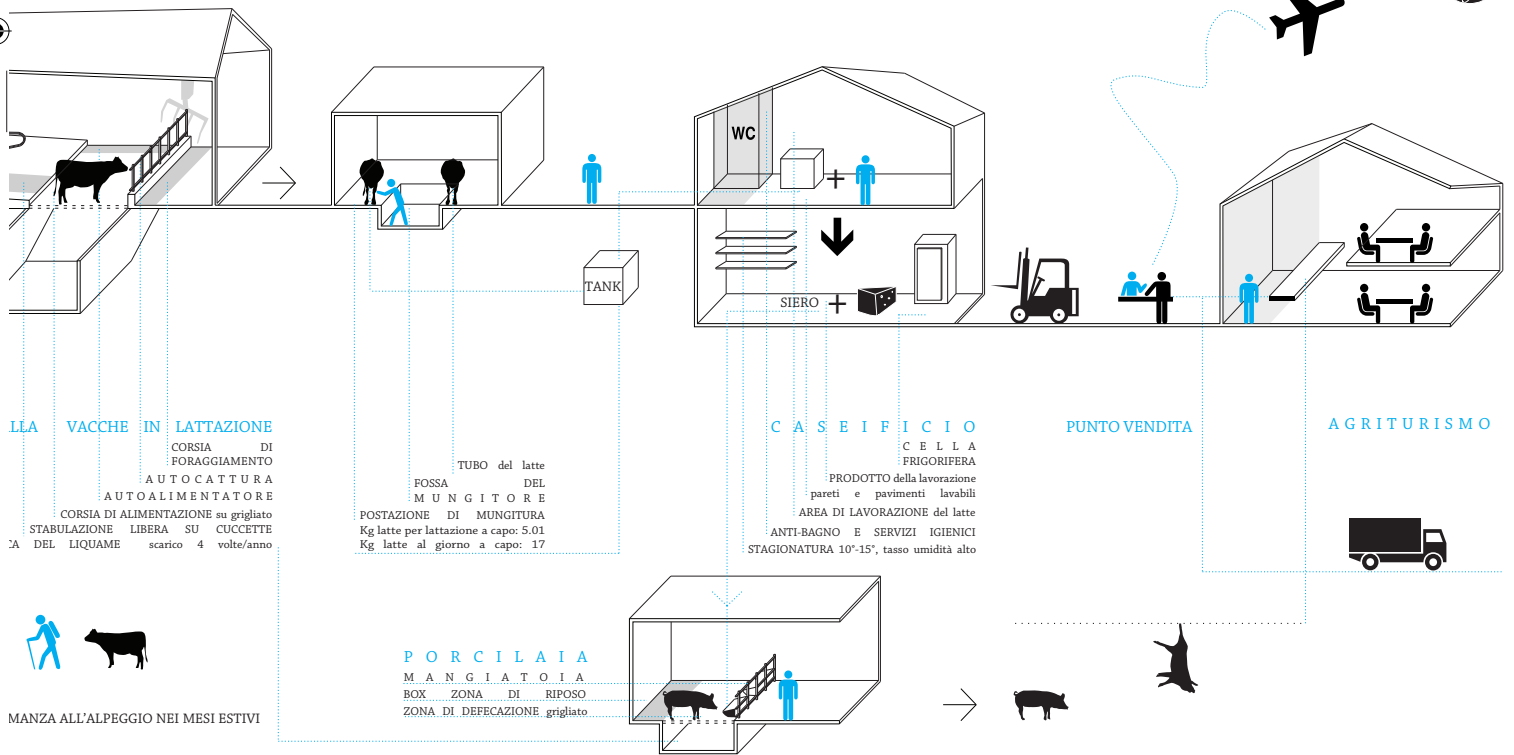 WC
TANK
SIERO
LLA VACCHE IN LATTAZIONE
CORSIA DI
FORAGGIAMENTO
AUTOCATTURA
AUTOALIMENTATORE
CORSIA DI ALIMENTAZIONE su grigliato
STABULAZIONE LIBERA SU CUCCETTE
CA DEL LIQUAME scarico 4 volte/anno
TUBO del latte
FOSSA DEL
MUNGITORE
POSTAZIONE DI MUNGITURA
Kg latte per lattazione a capo: 5.01
Kg latte al giorno a capo: 17
CASEIFICIO
CELLA
FRIGORIFERA
PRODOTTO della lavorazione
pareti e pavimenti lavabili
AREA DI LAVORAZIONE del latte
ANTI-BAGNO E SERVIZI IGIENICI
STAGIONATURA 10°-15°, tasso umidità alto
PUNTO VENDITA
AGRITURISMO
PORCILAIA
MANGIATOIA
BOX ZONA DI RIPOSO
ZONA DI DEFECAZIONE grigliato
MANZA ALL'ALPEGGIO NEI MESI ESTIVI